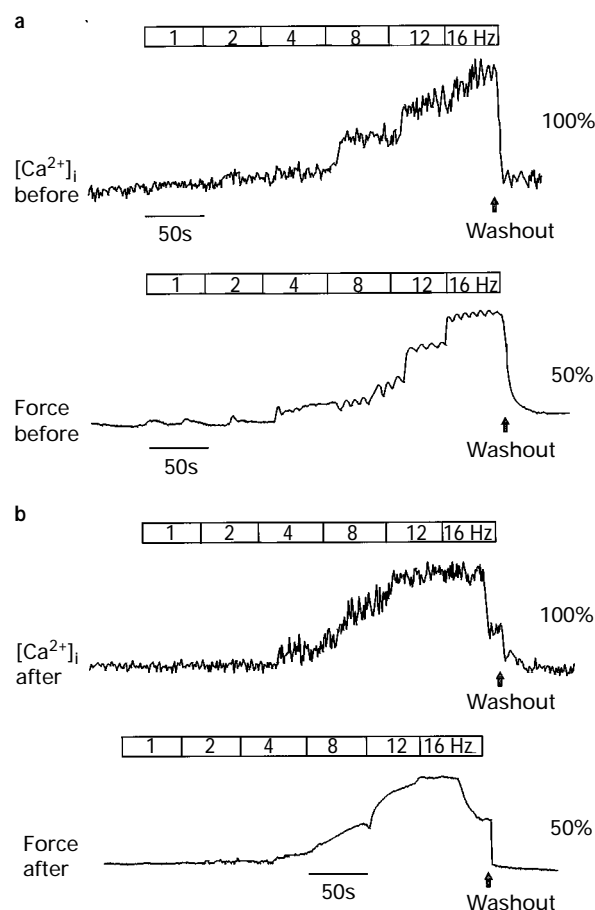 a
1 2 4 8 12 16 Hz
100%
[Ca²⁺]ᵢ
before
50s
Washout
1 2 4 8 12 16 Hz
50%
Force
before
50s
Washout
b
1 2 4 8 12 16 Hz
100%
[Ca²⁺]ᵢ
after
Washout
1 2 4 8 12 16 Hz
50%
Force
after
50s
Washout